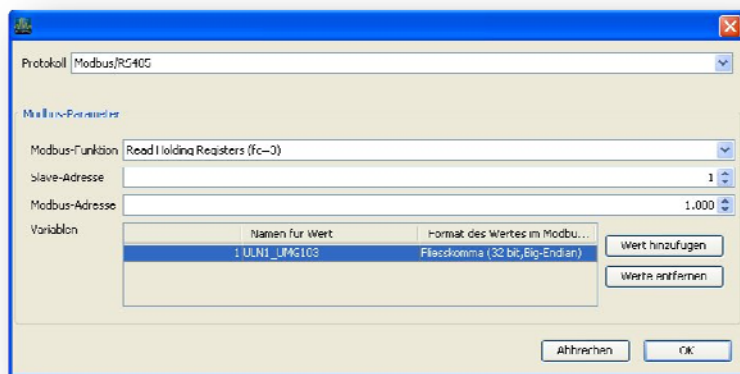 Protokoll Modbus/RS485
Modbus-Parameter
Modbus-Funktion Read Holding Registers (fc=3)
Slave-Adresse 1
Modbus-Adresse 1.000
Variablen
Namen für Wert Format des Wertes im Modbu...
1 ULN1_UMG103 Fliesskomma (32 bit,Big-Endian)
Wert hinzufügen
Werte entfernen
Abbrechen OK